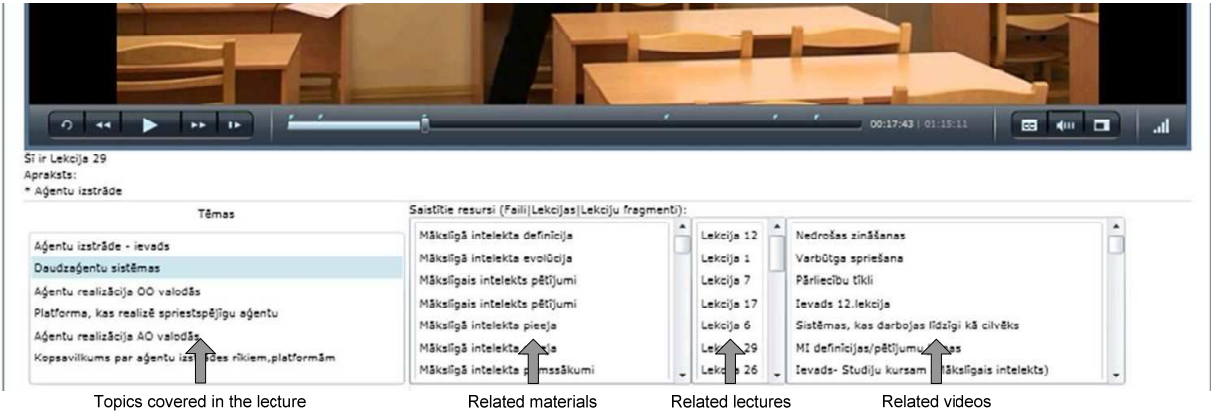 00:17:43 | 01:15:11
CC
Šī ir Lekcija 29
Apraksts:
* Aģentu izstrāde
Tēmas
Aģentu izstrāde - ievads
Daudzaģentu sistēmas
Aģentu realizācija OO valodās
Platforma, kas realizē spriestspējīgu aģentu
Aģentu realizācija AO valodās
Kopsavilkums par aģentu rīkiem,platformām
Saistītie resursi (Faili|Lekcijas|Lekciju fragmenti):
Mākslīgā intelekta definīcija
Mākslīgā intelekta evolūcija
Mākslīgais intelekts pētījumi
Mākslīgais intelekts pētījumi
Mākslīgā intelekta pieeja
Mākslīgā intelekta
Mākslīgā intelekta
Lekcija 12
Lekcija 1
Lekcija 7
Lekcija 17
Lekcija 6
29
26
Nedrošas zināšanas
Varbūtga spriešana
Pārliecību tīkli
Ievads 12.lekcija
Sistēmas, kas darbojas līdzīgi kā cilvēks
MI definīcijas/pētījumu
Ievads- Studiju kursam intelekts)
Topics covered in the lecture
Related materials
Related lectures
Related videos